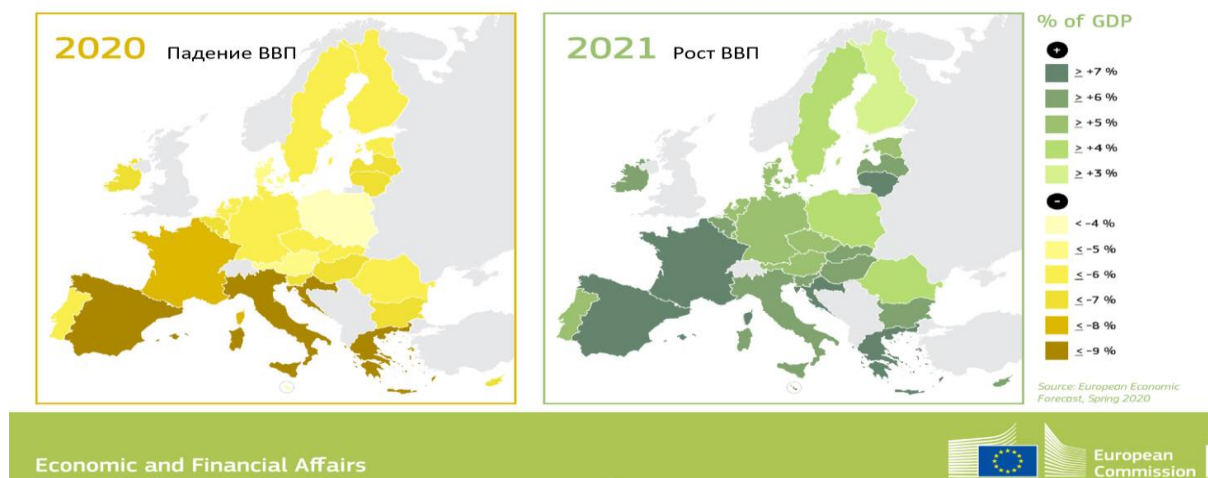 2020 Падение ВВП
2021 Рост ВВП
% of GDP
+
≥ +7 %
≥ +6 %
≥ +5 %
≥ +4 %
≥ +3 %
-
< -4 %
≤ -5 %
≤ -6 %
≤ -7 %
≤ -8 %
≤ -9 %
Source: European Economic
Forecast, Spring 2020
Economic and Financial Affairs
European
Commission